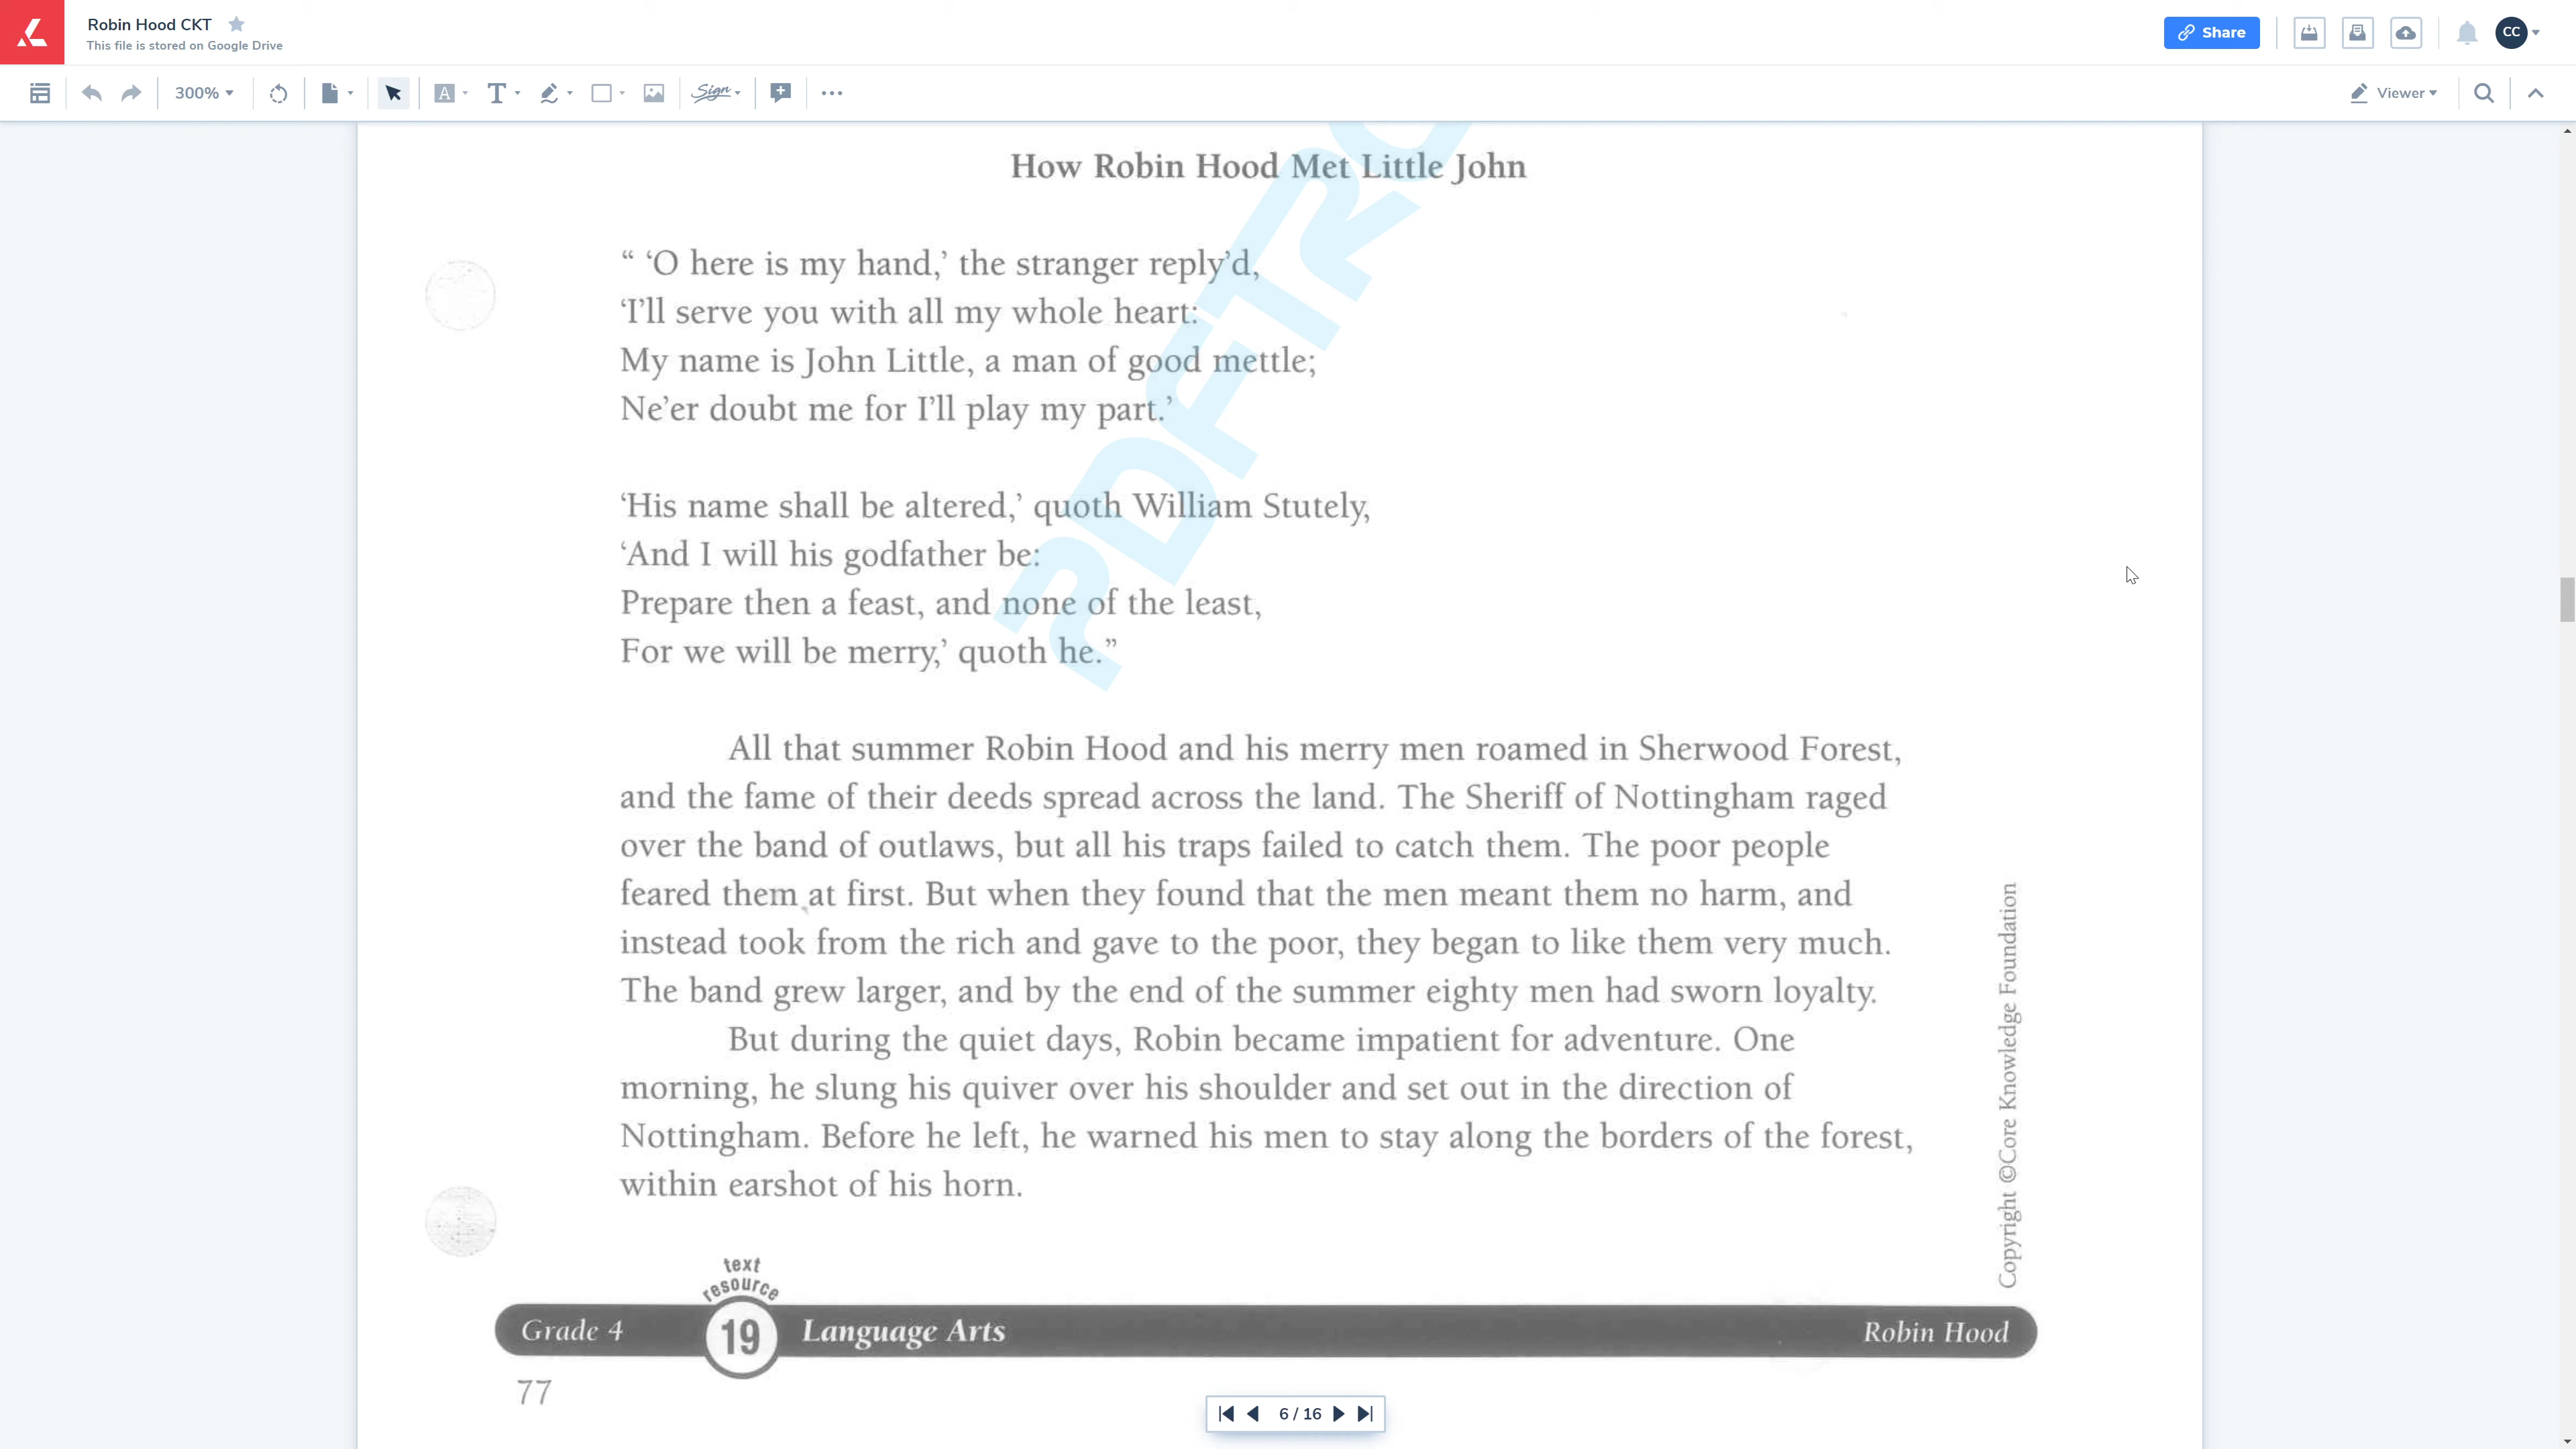 Robin Hood CKT
This file is stored on Google Drive
Share
CC
300%
A
T
Sign
Viewer
How Robin Hood Met Little John
“ ‘O here is my hand,’ the stranger reply’d,
‘I’ll serve you with all my whole heart:
My name is John Little, a man of good mettle;
Ne’er doubt me for I’ll play my part.’
‘His name shall be altered,’ quoth William Stutely,
‘And I will his godfather be:
Prepare then a feast, and none of the least,
For we will be merry,’ quoth he.”
All that summer Robin Hood and his merry men roamed in Sherwood Forest,
and the fame of their deeds spread across the land. The Sheriff of Nottingham raged
over the band of outlaws, but all his traps failed to catch them. The poor people
feared them at first. But when they found that the men meant them no harm, and
instead took from the rich and gave to the poor, they began to like them very much.
The band grew larger, and by the end of the summer eighty men had sworn loyalty.
But during the quiet days, Robin became impatient for adventure. One
morning, he slung his quiver over his shoulder and set out in the direction of
Nottingham. Before he left, he warned his men to stay along the borders of the forest,
within earshot of his horn.
Copyright ©Core Knowledge Foundation
text
resource
Grade 4
19
Language Arts
Robin Hood
77
6 / 16